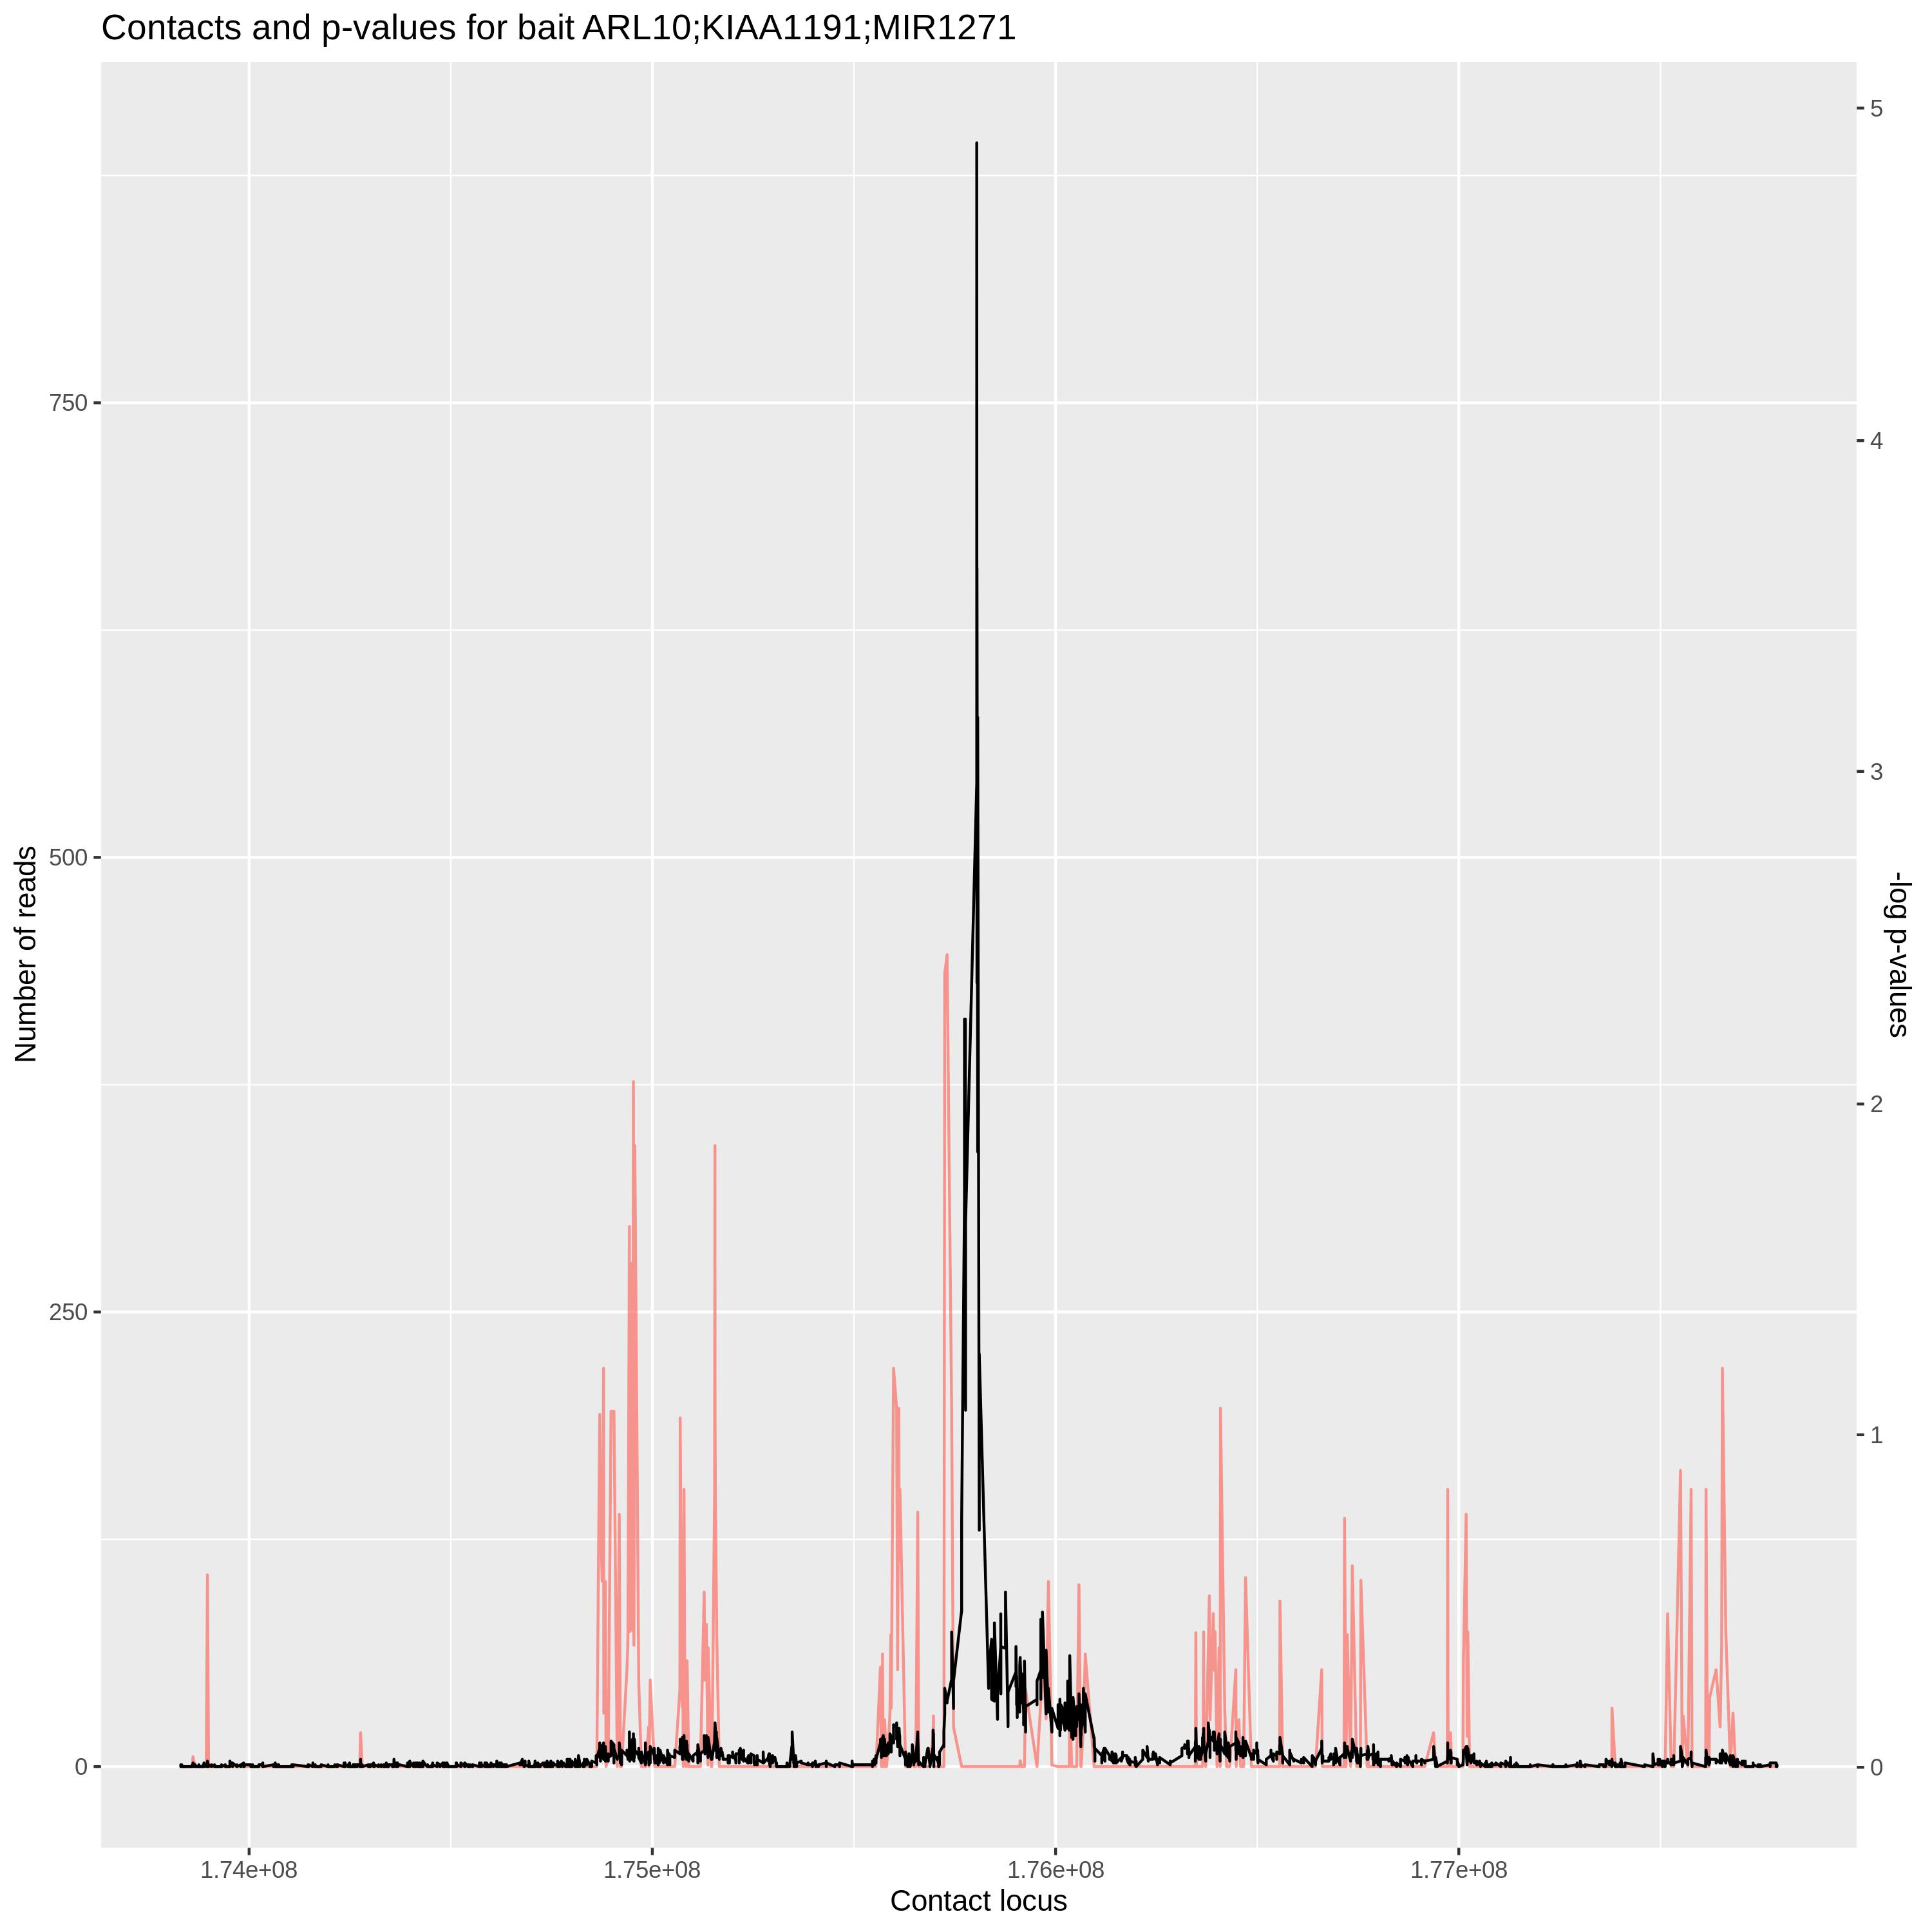 Contacts and p-values for bait ARL10;KIAA1191;MIR1271
5
4
3
2
1
0
750
500
250
0
Number of reads
-log p-values
1.74e+08
1.75e+08
1.76e+08
1.77e+08
Contact locus